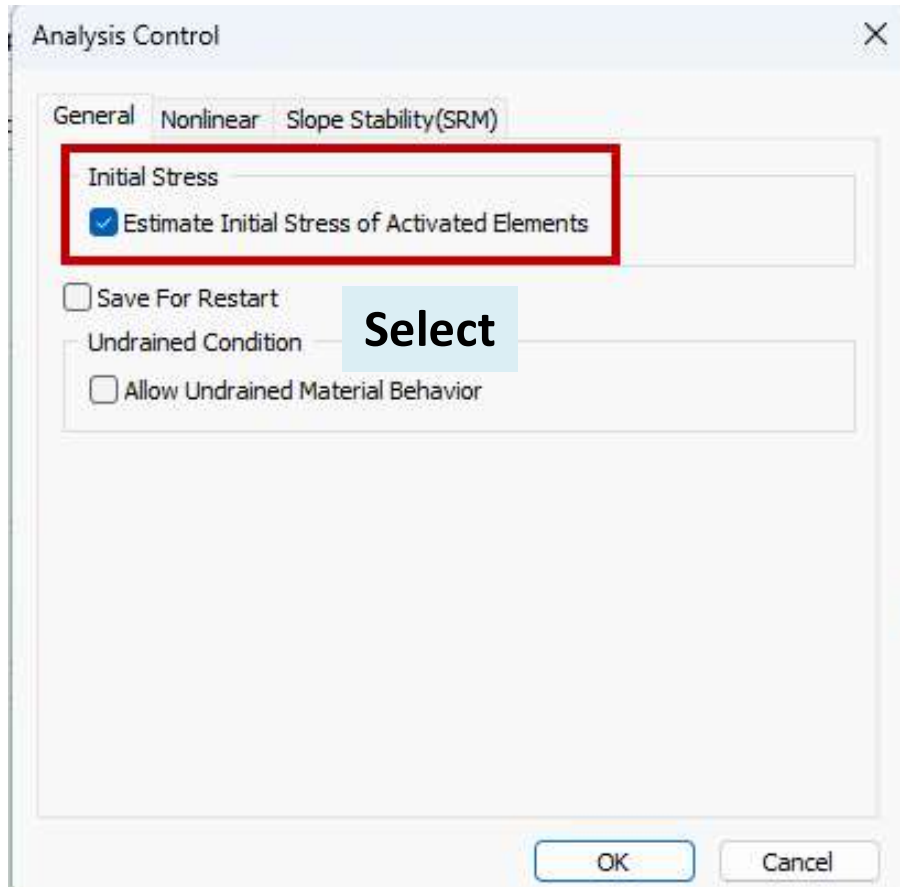 Analysis Control
General Nonlinear Slope Stability(SRM)
Initial Stress
Estimate Initial Stress of Activated Elements
Save For Restart
Select
Undrained Condition
Allow Undrained Material Behavior
OK Cancel